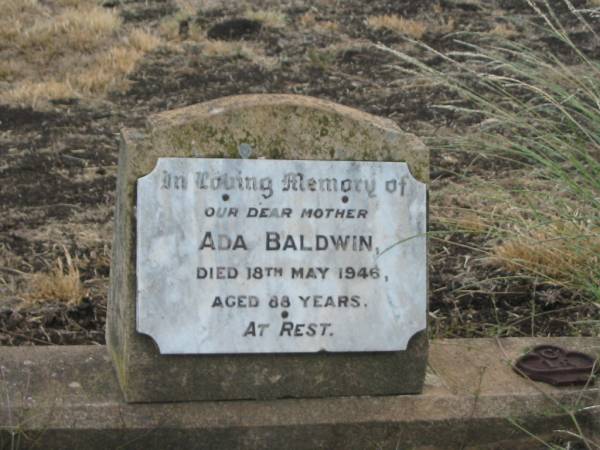 In Loving Memory of
OUR DEAR MOTHER
ADA BALDWIN,
DIED 18TH MAY 1946,
AGED 88 YEARS.
AT REST.